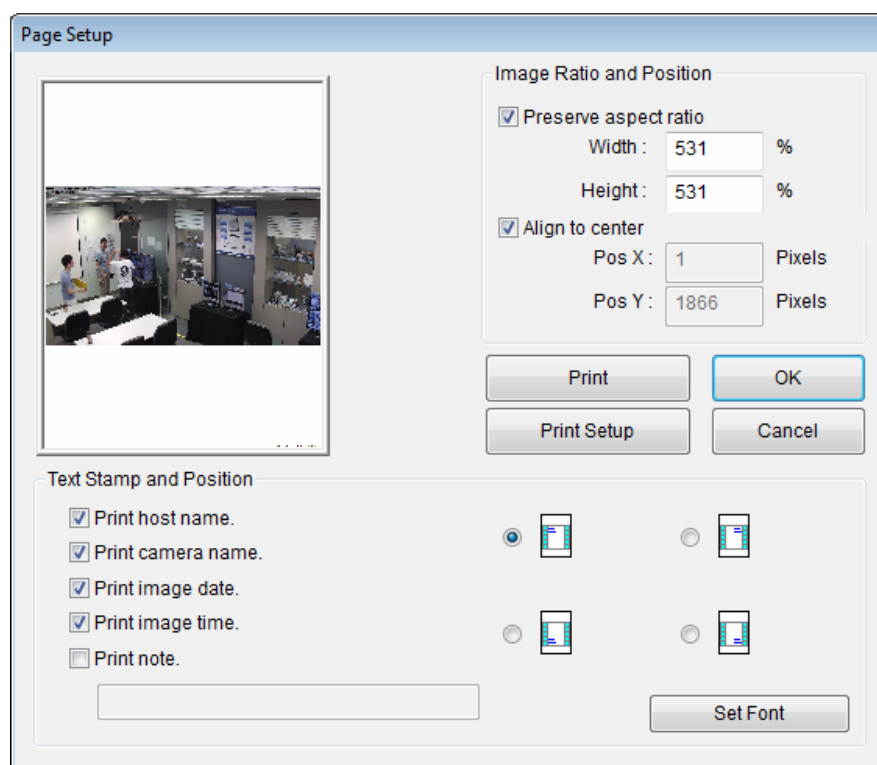 Page Setup
Image Ratio and Position
Preserve aspect ratio
Width : 531 %
Height : 531 %
Align to center
Pos X : 1 Pixels
Pos Y : 1866 Pixels
Print OK
Print Setup Cancel
Text Stamp and Position
Print host name.
Print camera name.
Print image date.
Print image time.
Print note.
Set Font